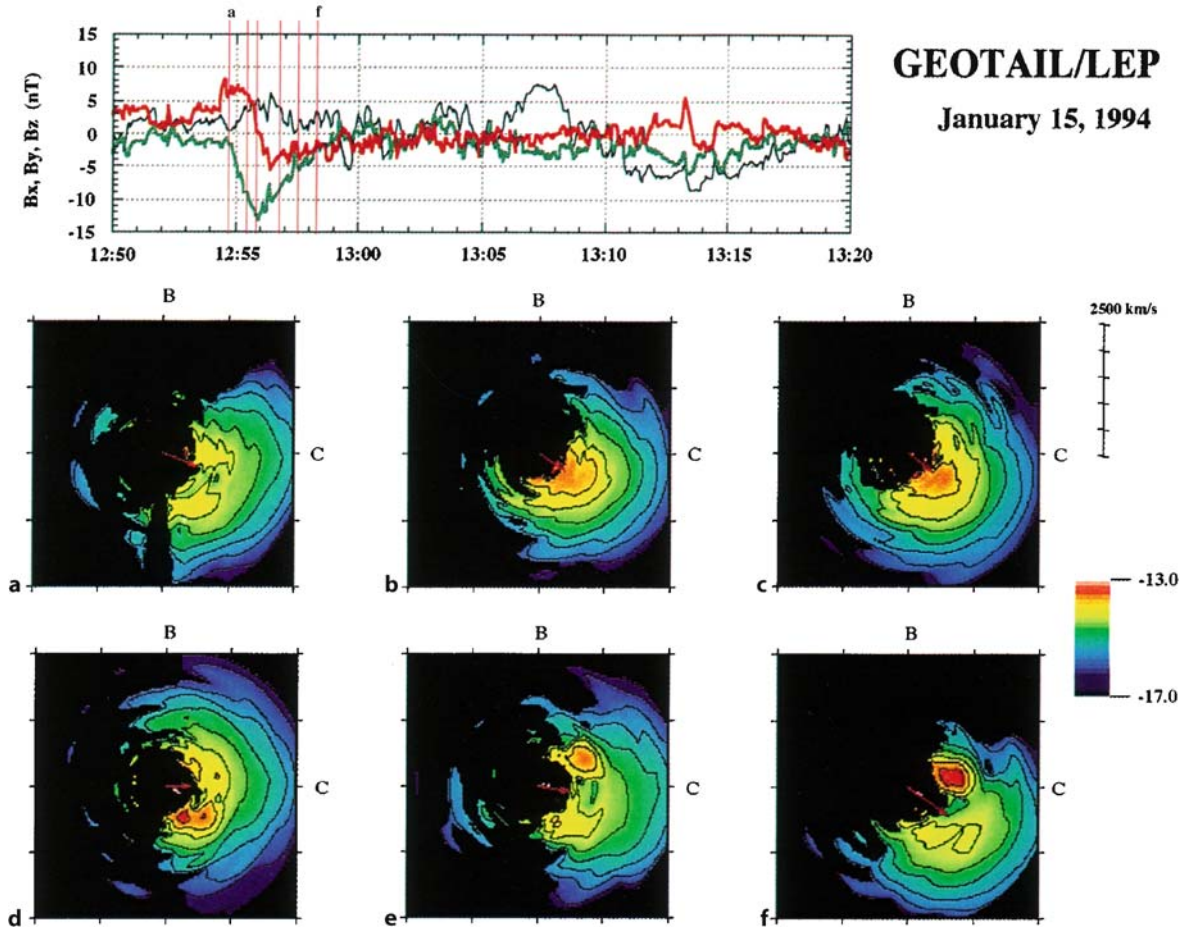 a f
15
10
5
0
-5
-10
-15
Bx, By, Bz (nT)
12:50 12:55 13:00 13:05 13:10 13:15 13:20
GEOTAIL/LEP
January 15, 1994
B B B
2500 km/s
C C C
a b c
-13.0
-17.0
B B B
C C C
d e f